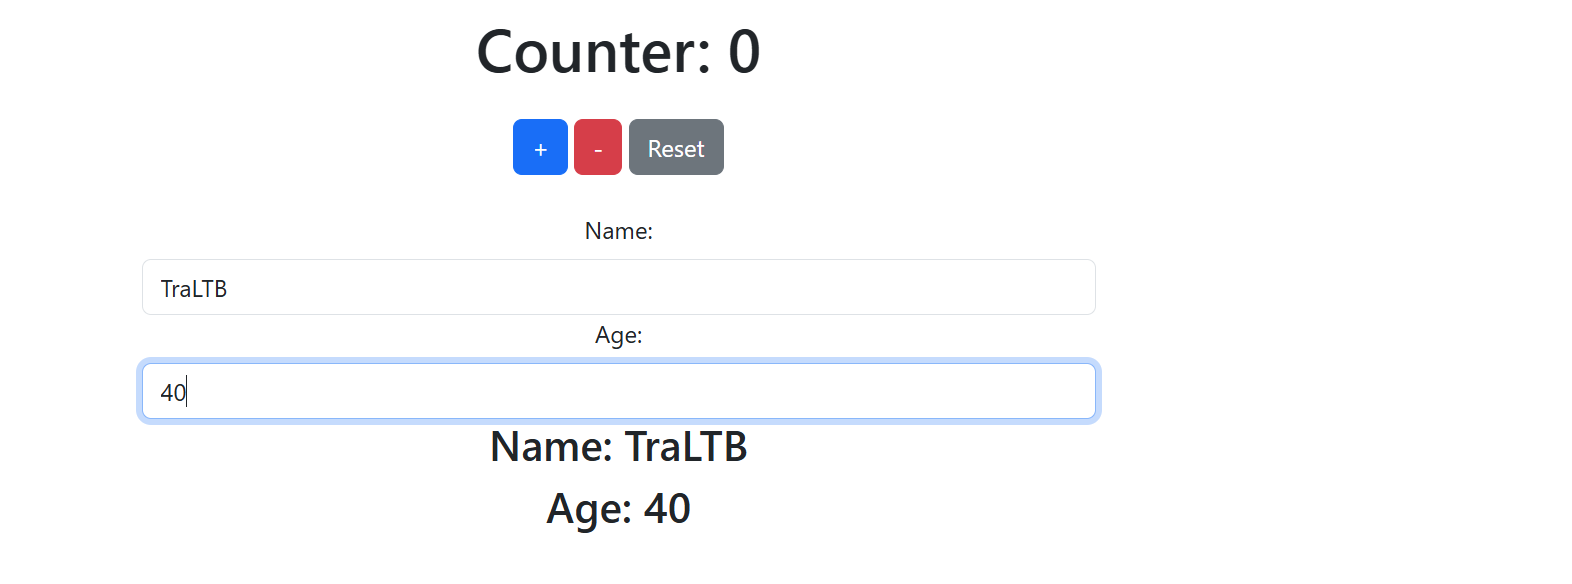 Counter: 0
+ - Reset
Name:
TraLTB
Age:
40
Name: TraLTB
Age: 40